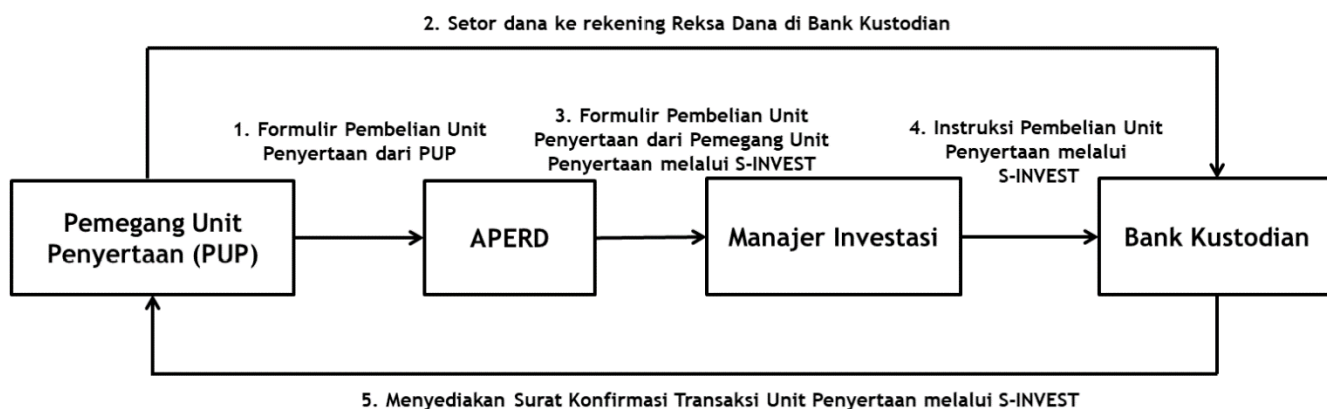 2. Setor dana ke rekening Reksa Dana di Bank Kustodian
1. Formulir Pembelian Unit
Penyertaan dari PUP
3. Formulir Pembelian Unit
Penyertaan dari Pemegang Unit
Penyertaan melalui S-INVEST
4. Instruksi Pembelian Unit
Penyertaan melalui
S-INVEST
Pemegang Unit
Penyertaan (PUP)
APERD
Manajer Investasi
Bank Kustodian
5. Menyediakan Surat Konfirmasi Transaksi Unit Penyertaan melalui S-INVEST